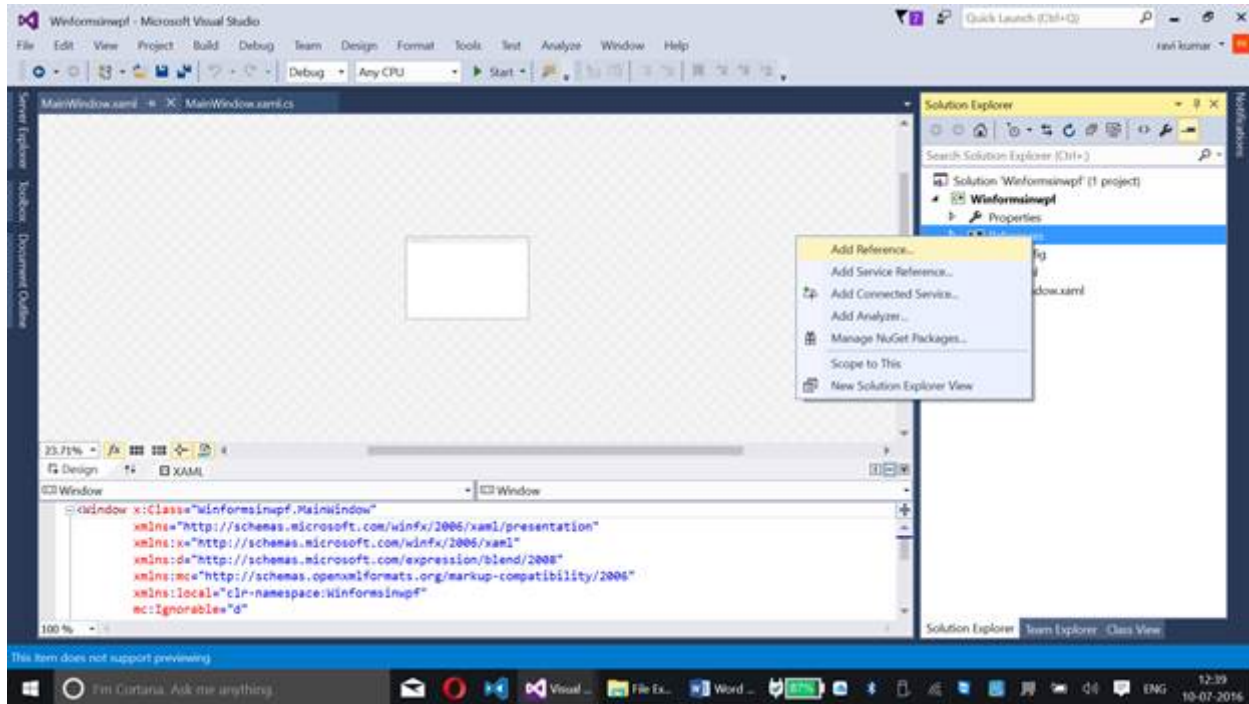 Winformsinwpf - Microsoft Visual Studio
Quick Launch (Ctrl+Q)
File Edit View Project Build Debug Team Design Format Tools Test Analyze Window Help
ravi kumar
Debug Any CPU Start
Server Explorer
Toolbox
Document Outline
MainWindow.xaml MainWindow.xaml.cs
Solution Explorer
Notifications
Search Solution Explorer (Ctrl+;)
Solution 'Winformsinwpf' (1 project)
Winformsinwpf
Properties
Add Reference...
Add Service Reference...
Add Connected Service...
Add Analyzer...
Manage NuGet Packages...
Scope to This
New Solution Explorer View
23.71%
Design XAML
Window Window
<Window x:Class="Winformsinwpf.MainWindow"
xmlns="http://schemas.microsoft.com/winfx/2006/xaml/presentation"
xmlns:x="http://schemas.microsoft.com/winfx/2006/xaml"
xmlns:d="http://schemas.microsoft.com/expression/blend/2008"
xmlns:mc="http://schemas.openxmlformats.org/markup-compatibility/2006"
xmlns:local="clr-namespace:Winformsinwpf"
mc:Ignorable="d"
100 %
Solution Explorer Team Explorer Class View
This item does not support previewing
I'm Cortana. Ask me anything.
Visual ... File Ex... Word ... 87% ENG 12:39
10-07-2016